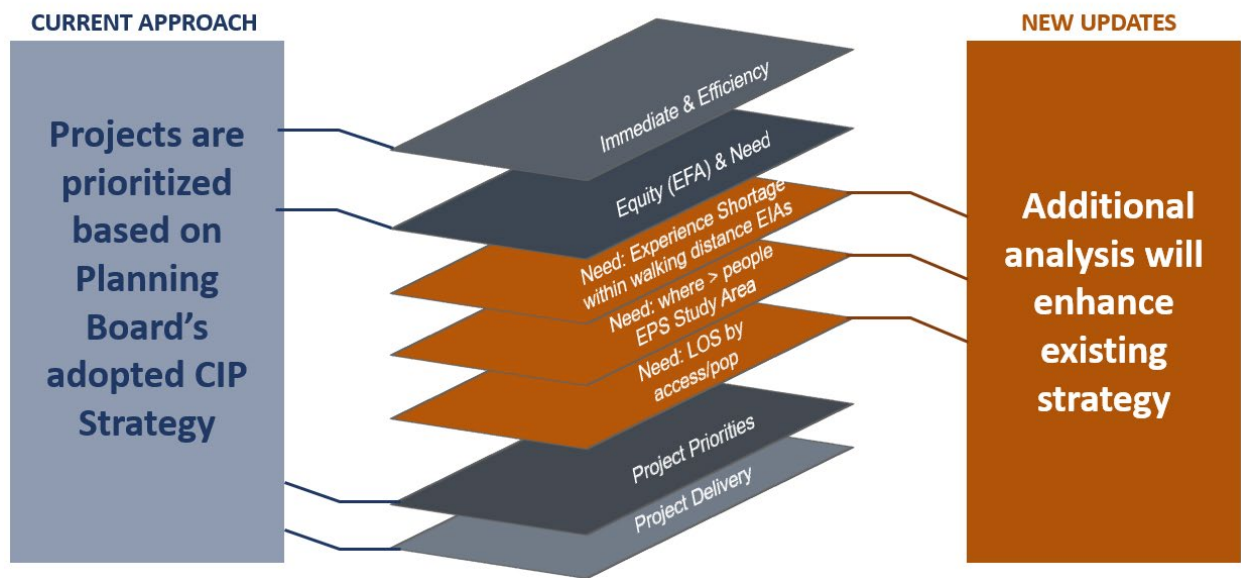 CURRENT APPROACH
Projects are
prioritized
based on
Planning
Board's
adopted CIP
Strategy
Immediate & Efficiency
Equity (EFA) & Need
Need: Experience Shortage
within walking distance EIAs
Need: where > people
EPS Study Area
Need: LOS by
access/pop
Project Priorities
Project Delivery
NEW UPDATES
Additional
analysis will
enhance
existing
strategy